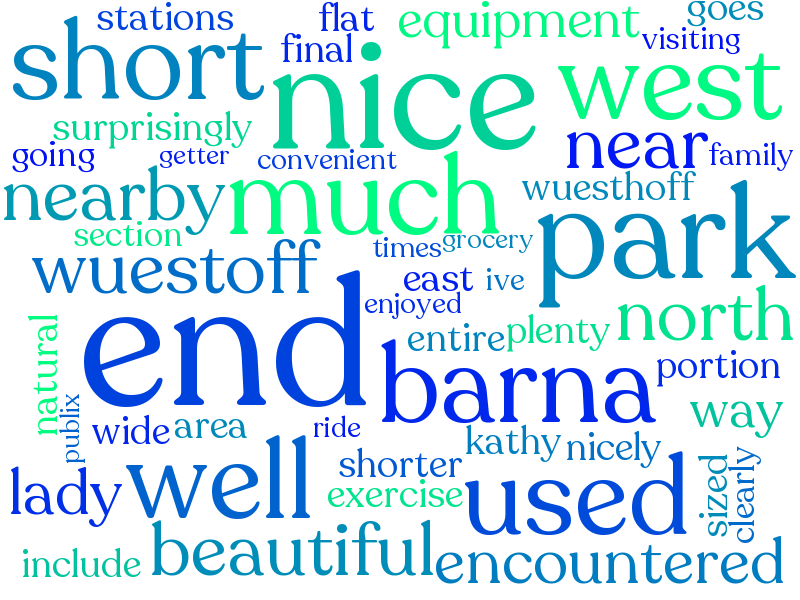 stations flat equipment goes
short final visiting
nice west
surprisingly near
going getter convenient family
nearby much wuesthoff park
section times grocery
wuestoff east ive
end enjoyed north
natural entire plenty
barna portion
publix wide area ride way
well kathy nicely
lady shorter used sized clearly
exercise
include beautiful encountered